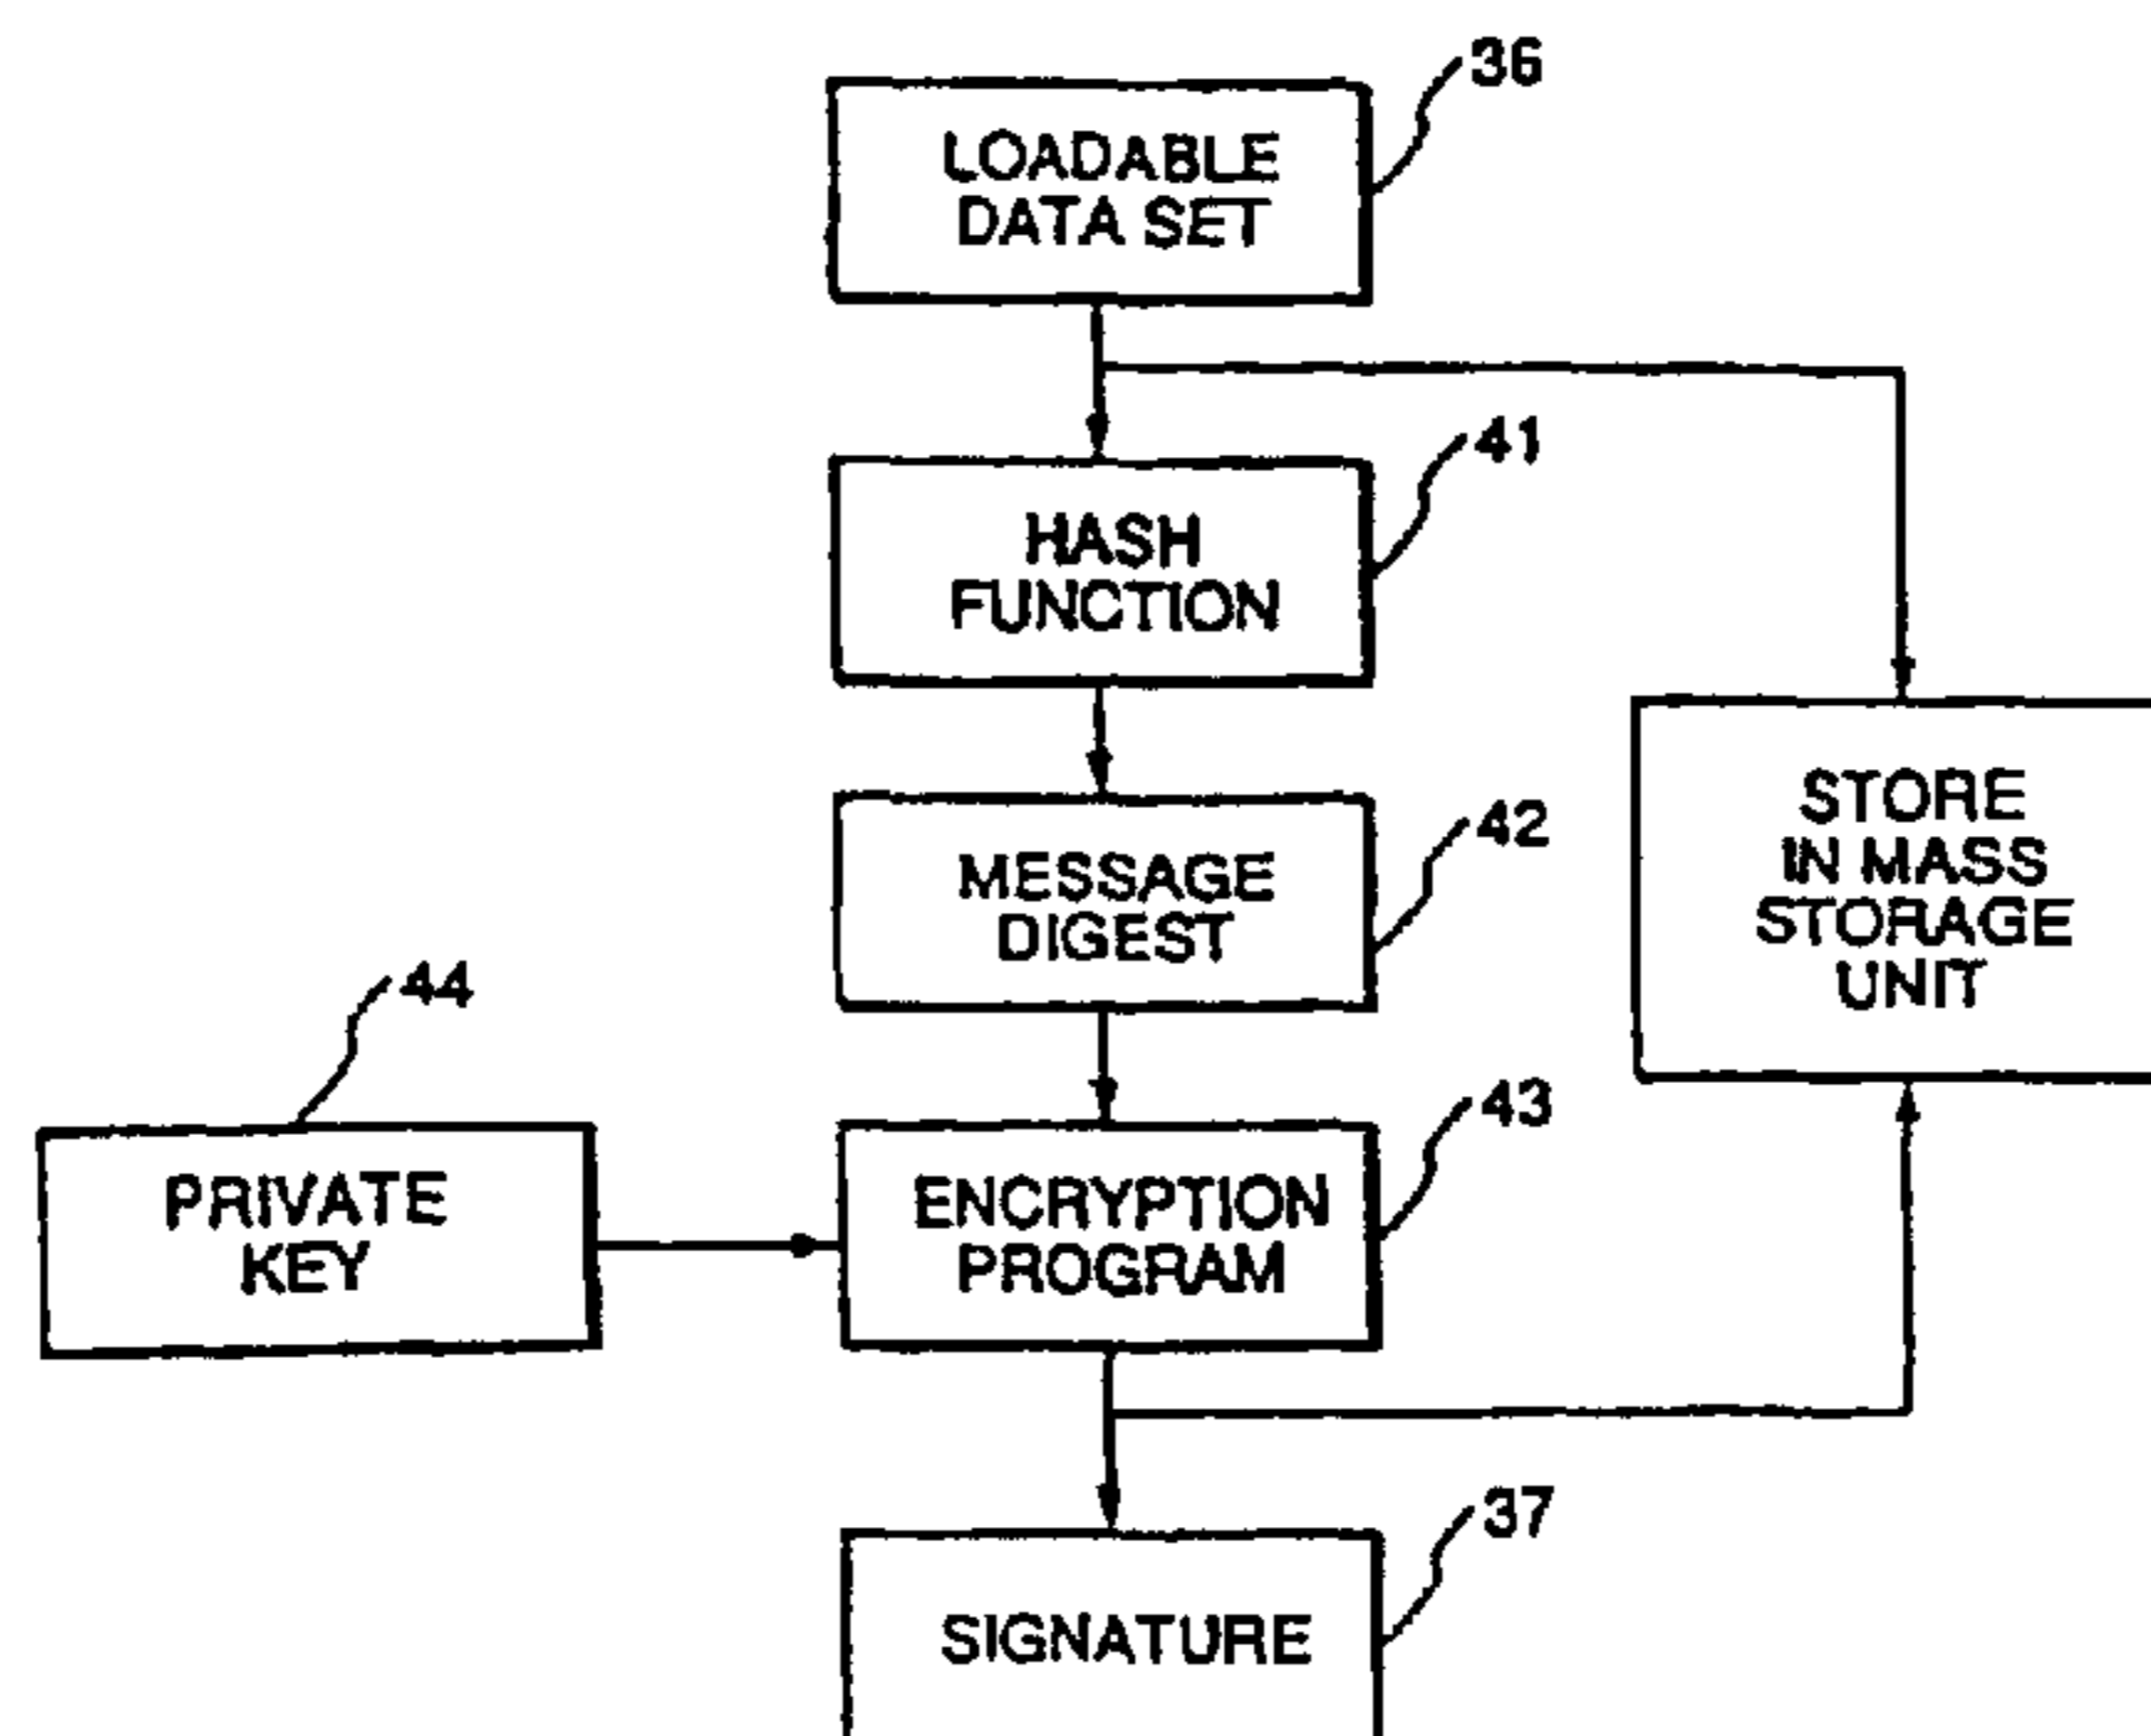 36
LOADABLE
DATA SET
41
HASH
FUNCTION
42
MESSAGE
DIGEST
STORE
IN MASS
STORAGE
UNIT
44
PRIVATE
KEY
43
ENCRYPTION
PROGRAM
37
SIGNATURE